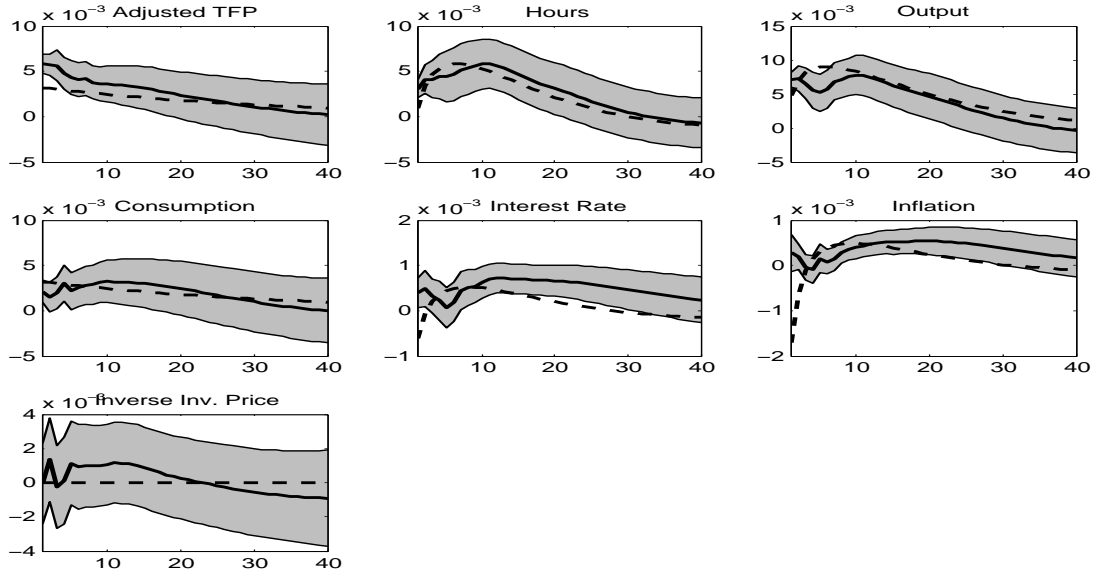 x 10⁻³ Adjusted TFP
10
5
0
−5
10 20 30 40
x 10⁻³ Hours
10
5
0
−5
10 20 30 40
x 10⁻³ Output
15
10
5
0
−5
10 20 30 40
x 10⁻³ Consumption
10
5
0
−5
10 20 30 40
x 10⁻³ Interest Rate
2
1
0
−1
10 20 30 40
x 10⁻³ Inflation
1
0
−1
−2
10 20 30 40
x 10 Inverse Inv. Price
4
2
0
−2
−4
10 20 30 40